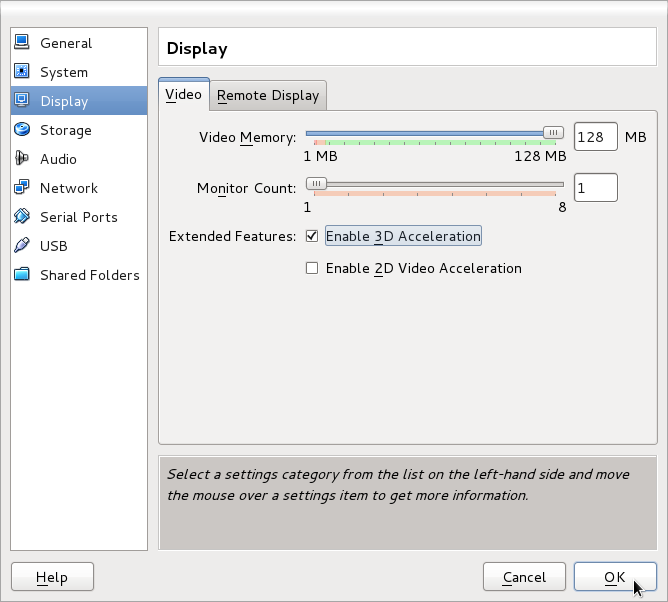 General
System
Display
Storage
Audio
Network
Serial Ports
USB
Shared Folders
Display
Video
Remote Display
Video Memory:
128 MB
1 MB 128 MB
Monitor Count:
1
1 8
Extended Features:
Enable 3D Acceleration
Enable 2D Video Acceleration
Select a settings category from the list on the left-hand side and move
the mouse over a settings item to get more information.
Help
Cancel
OK